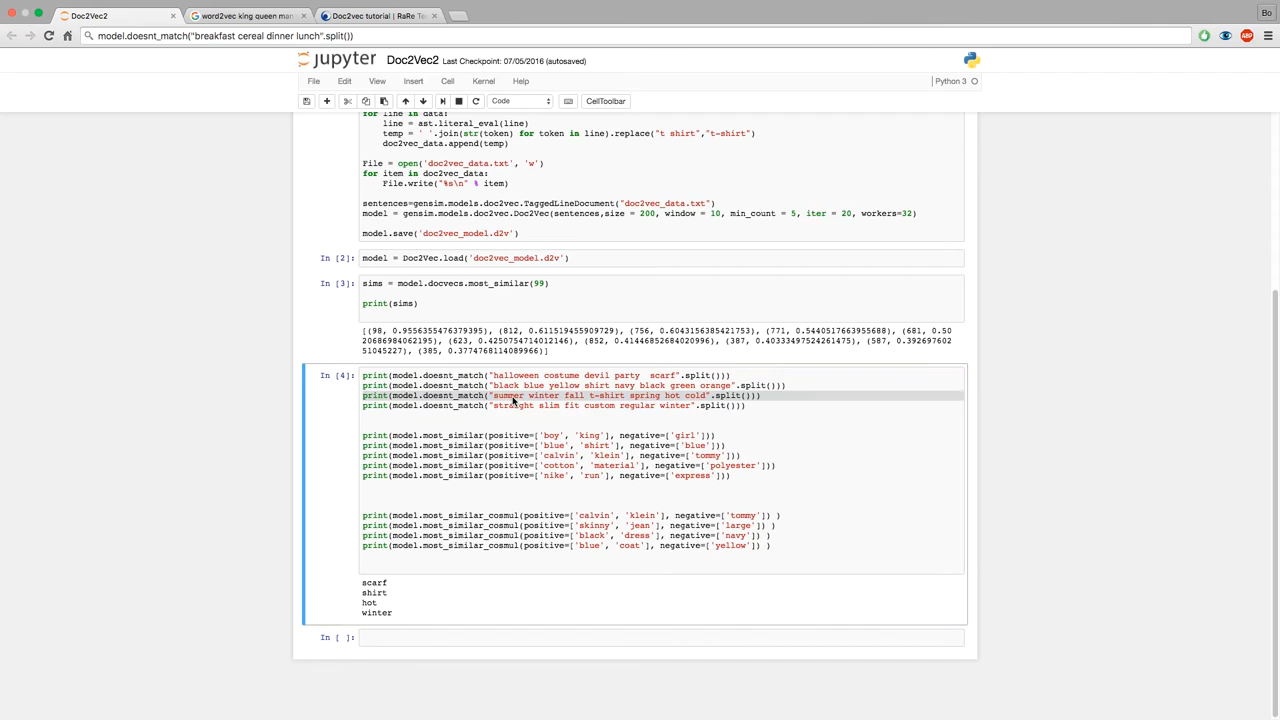 Doc2Vec2
word2vec king queen man
Doc2vec tutorial | RaRe Te
Bo
model.doesnt_match("breakfast cereal dinner lunch".split())
jupyter Doc2Vec2 Last Checkpoint: 07/05/2016 (autosaved)
File Edit View Insert Cell Kernel Help Python 3
Code CellToolbar
for line in data:
line = ast.literal_eval(line)
temp = ' '.join(str(token) for token in line).replace("t shirt","t-shirt")
doc2vec_data.append(temp)
File = open('doc2vec_data.txt', 'w')
for item in doc2vec_data:
File.write("%s\n" % item)
sentences=gensim.models.doc2vec.TaggedLineDocument("doc2vec_data.txt")
model = gensim.models.doc2vec.Doc2Vec(sentences,size = 200, window = 10, min_count = 5, iter = 20, workers=32)
model.save('doc2vec_model.d2v')
In [2]: model = Doc2Vec.load('doc2vec_model.d2v')
In [3]: sims = model.docvecs.most_similar(99)
print(sims)
[(98, 0.9556355476379395), (812, 0.611519455909729), (756, 0.6043156385421753), (771, 0.5440517663955688), (681, 0.50
20686984062195), (623, 0.4250754714012146), (852, 0.41446852684020996), (387, 0.40333497524261475), (587, 0.392697602
51045227), (385, 0.3774768114089966)]
In [4]: print(model.doesnt_match("halloween costume devil party  scarf".split()))
print(model.doesnt_match("black blue yellow shirt navy black green orange".split()))
print(model.doesnt_match("summer winter fall t-shirt spring hot cold".split()))
print(model.doesnt_match("straight slim fit custom regular winter".split()))
print(model.most_similar(positive=['boy', 'king'], negative=['girl']))
print(model.most_similar(positive=['blue', 'shirt'], negative=['blue']))
print(model.most_similar(positive=['calvin', 'klein'], negative=['tommy']))
print(model.most_similar(positive=['cotton', 'material'], negative=['polyester']))
print(model.most_similar(positive=['nike', 'run'], negative=['express']))
print(model.most_similar_cosmul(positive=['calvin', 'klein'], negative=['tommy']) )
print(model.most_similar_cosmul(positive=['skinny', 'jean'], negative=['large']) )
print(model.most_similar_cosmul(positive=['black', 'dress'], negative=['navy']) )
print(model.most_similar_cosmul(positive=['blue', 'coat'], negative=['yellow']) )
scarf
shirt
hot
winter
In [ ]: